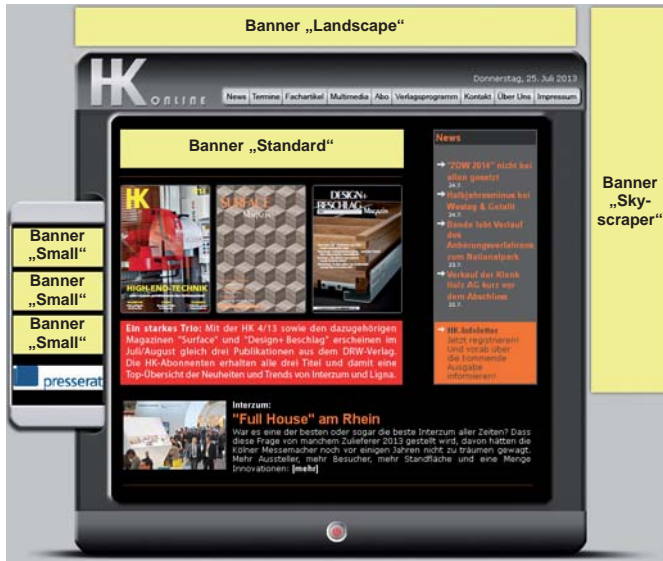 Banner „Landscape“
HK
ONLINE
Donnerstag, 25. Juli 2013
News Termine Fachartikel Multimedia Abo Verlagsprogramm Kontakt Über Uns Impressum
Banner „Standard“
News
"ZOW 2014" nicht bei
allen gesetzt
24.7.
Halbjahresminus bei
Westag & Getalit
24.7.
Bunde lobt Verlauf
des
Anhörungsverfahrens
zum Nationalpark
23.7.
Verkauf der Klenk
Holz AG kurz vor
dem Abschluss
22.7.
HK-Infoletter
Jetzt registrieren!
Und vorab über
die kommende
Ausgabe
informieren!
Banner
„Sky-
scraper“
Banner
„Small“
Banner
„Small“
Banner
„Small“
presserat
HK
HIGH-END-TECHNIK
SURFACE
Magazin
DESIGN+
BESCHLAG
Magazin
Ein starkes Trio: Mit der HK 4/13 sowie den dazugehörigen
Magazinen "Surface" und "Design+Beschlag" erscheinen im
Juli/August gleich drei Publikationen aus dem DRW-Verlag.
Die HK-Abonnenten erhalten alle drei Titel und damit eine
Top-Übersicht der Neuheiten und Trends von Interzum und Ligna.
Interzum:
"Full House" am Rhein
War es eine der besten oder sogar die beste Interzum aller Zeiten? Dass
diese Frage von manchem Zulieferer 2013 gestellt wird, davon hätten die
Kölner Messemacher noch vor einigen Jahren nicht zu träumen gewagt.
Mehr Aussteller, mehr Besucher, mehr Standfläche und eine Menge
Innovationen: [mehr]